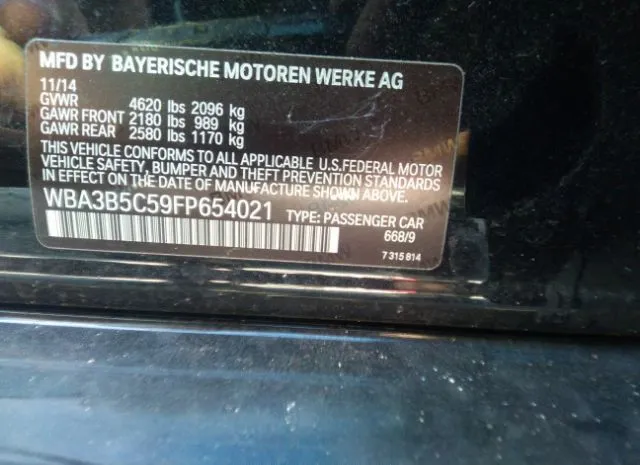 MFD BY BAYERISCHE MOTOREN WERKE AG
11/14
GVWR 4620 lbs 2096 kg
GAWR FRONT 2180 lbs 989 kg
GAWR REAR 2580 lbs 1170 kg
THIS VEHICLE CONFORMS TO ALL APPLICABLE U.S.FEDERAL MOTOR
VEHICLE SAFETY, BUMPER AND THEFT PREVENTION STANDARDS
IN EFFECT ON THE DATE OF MANUFACTURE SHOWN ABOVE.
WBA3B5C59FP654021 TYPE: PASSENGER CAR
668/9
7 315 814